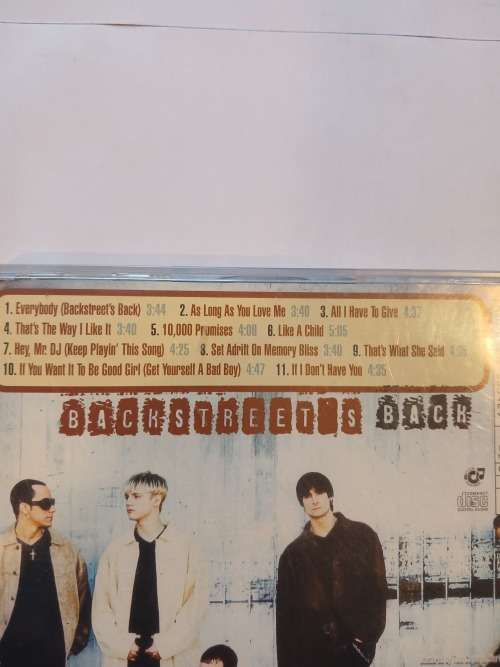 1. Everybody (Backstreet's Back) 3:44 2. As Long As You Love Me 3:40 3. All I Have To Give 4:37
4. That's The Way I Like It 3:40 5. 10,000 Promises 4:00 6. Like A Child 5:05
7. Hey, Mr. DJ (Keep Playin' This Song) 4:25 8. Set Adrift On Memory Bliss 3:40 9. That's What She Said
10. If You Want It To Be Good Girl (Get Yourself A Bad Boy) 4:47 11. If I Don't Have You 4:35
BACKSTREET'S BACK
COMPACT
disc
DIGITAL AUDIO